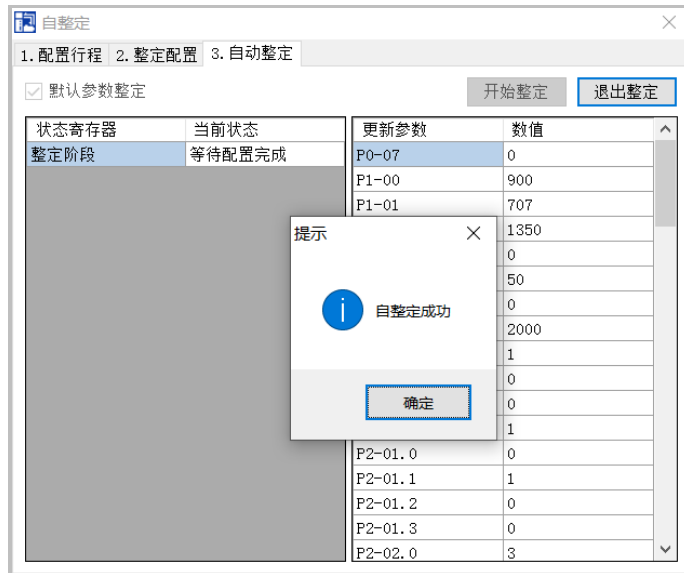 自整定
1.配置行程 2.整定配置 3.自动整定
默认参数整定 开始整定 退出整定
状态寄存器 当前状态 更新参数 数值
整定阶段 等待配置完成 P0-07 0
P1-00 900
P1-01 707
提示 1350
0
50
自整定成功 0
2000
1
0
确定 0
1
P2-01.0 0
P2-01.1 1
P2-01.2 0
P2-01.3 0
P2-02.0 3